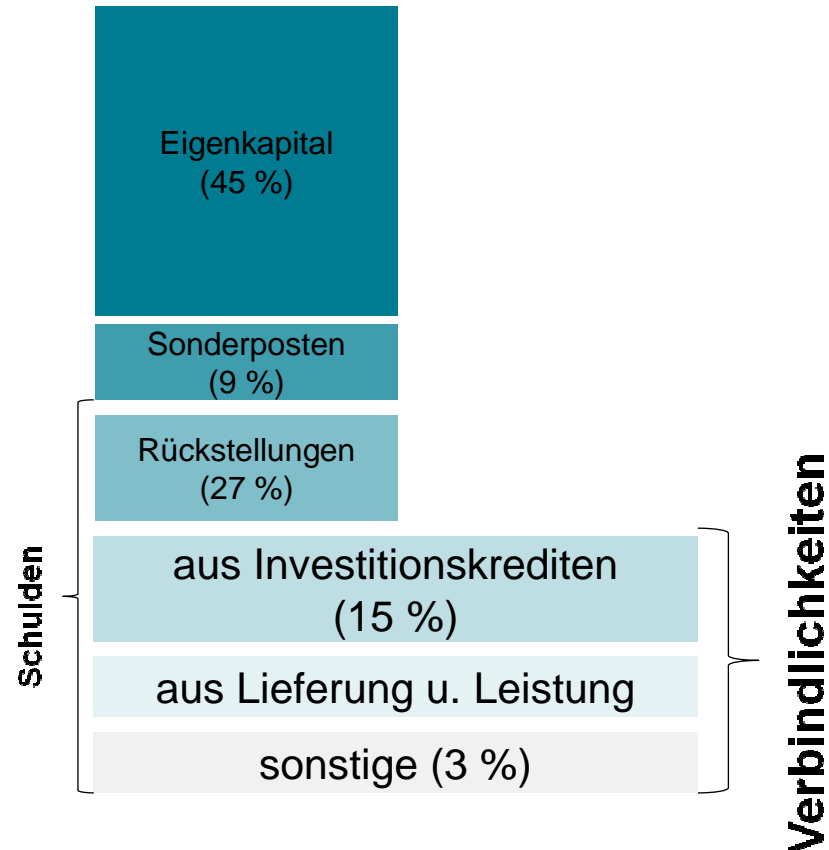 Eigenkapital
(45 %)
Sonderposten
(9 %)
Rückstellungen
(27 %)
Schulden
aus Investitionskrediten
(15 %)
aus Lieferung u. Leistung
sonstige (3 %)
Verbindlichkeiten